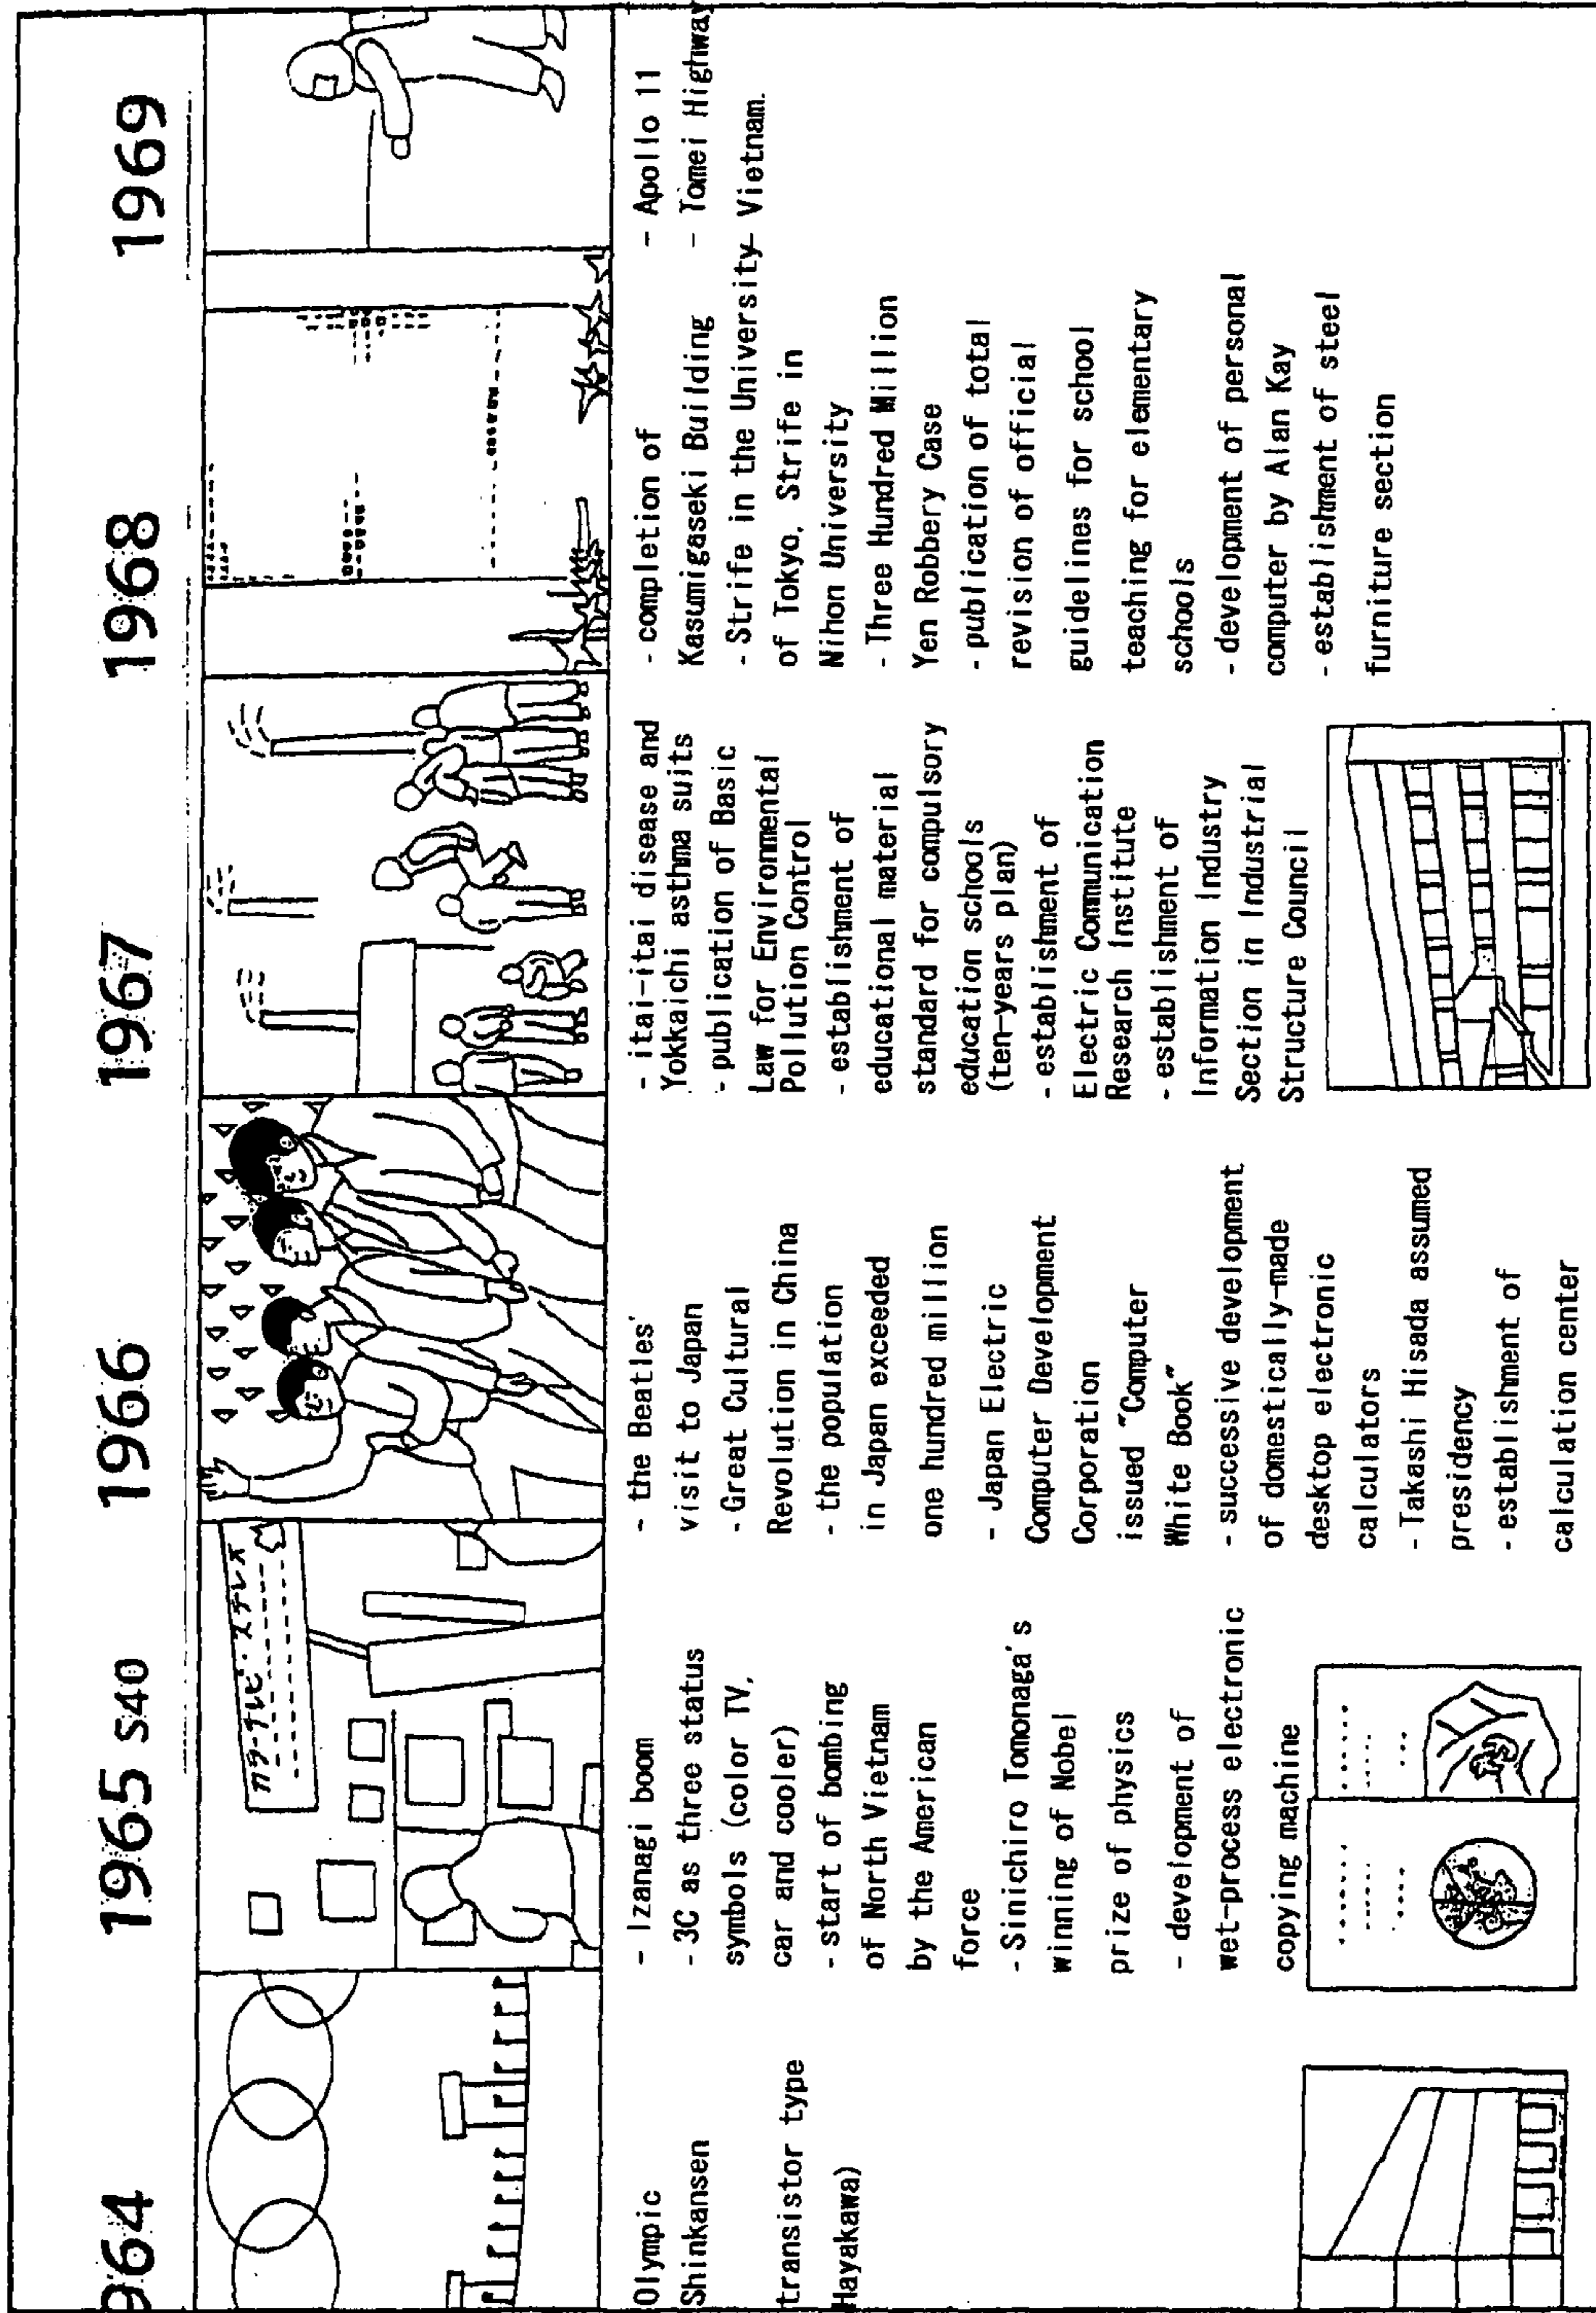 964
1965 S40
1966
1967
1968
1969
カラーテレビ・ステレオ
Olympic
Shinkansen
transistor type
Hayakawa)
- Izanagi boom
- 3C as three status
symbols (color TV,
car and cooler)
- start of bombing
of North Vietnam
by the American
force
- Sinichiro Tomonaga's
winning of Nobel
prize of physics
- development of
wet-process electronic
copying machine
- the Beatles'
visit to Japan
- Great Cultural
Revolution in China
- the population
in Japan exceeded
one hundred million
- Japan Electric
Computer Development
Corporation
issued "Computer
White Book"
- successive development
of domestically-made
desktop electronic
calculators
- Takashi Hisada assumed
presidency
- establishment of
calculation center
- itai-itai disease and
Yokkaichi asthma suits
- publication of Basic
Law for Environmental
Pollution Control
- establishment of
educational material
standard for compulsory
education schools
(ten-years plan)
- establishment of
Electric Communication
Research Institute
- establishment of
Information Industry
Section in Industrial
Structure Council
- completion of
Kasumigaseki Building
- Strife in the University
of Tokyo, Strife in
Nihon University
- Three Hundred Million
Yen Robbery Case
- publication of total
revision of official
guidelines for school
teaching for elementary
schools
- development of personal
computer by Alan Kay
- establishment of steel
furniture section
- Apollo 11
- Tomei Highway
- Vietnam.